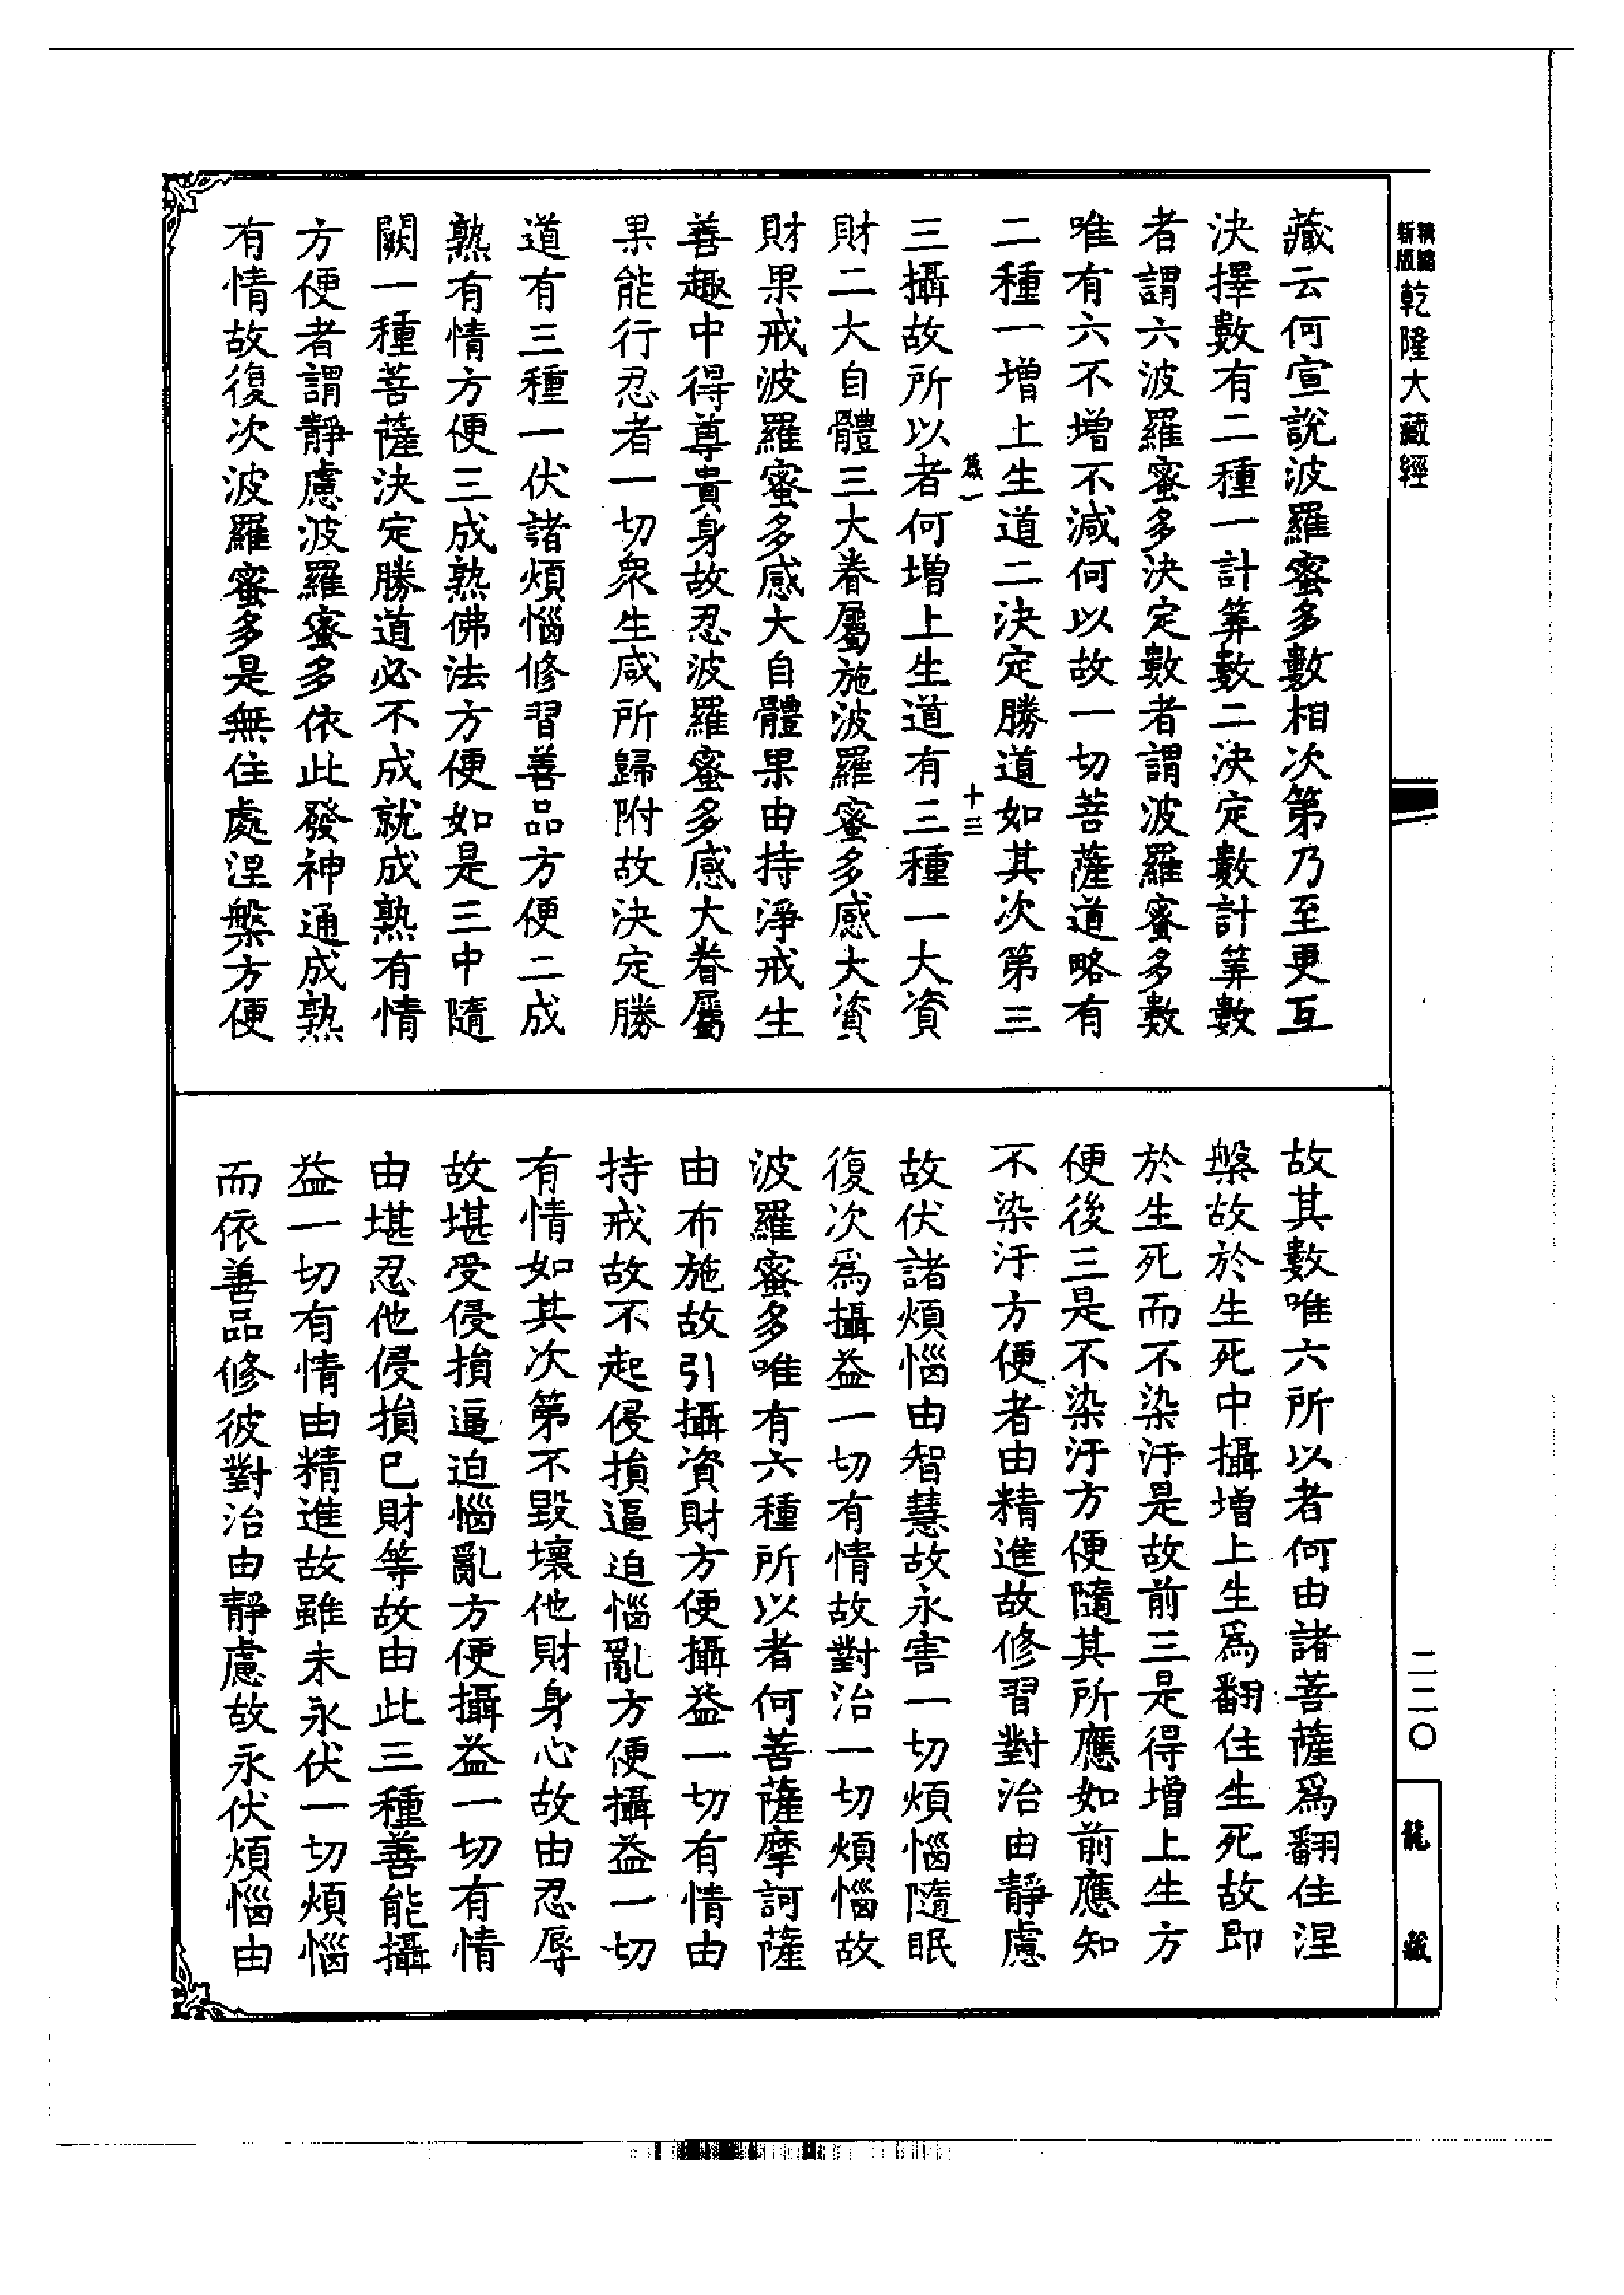 乾隆大藏經
藏云何宣說波羅蜜多數相次第乃至更互
決擇數有二種一計筭數二決定數計筭數
者謂六波羅蜜多決定數者謂波羅蜜多數
唯有六不增不減何以故一切菩薩道略有
二種一增上生道二決定勝道如其次第三
十三
三攝故所以者何增上生道有三種一大資
財二大自體三大眷屬施波羅蜜多感大資
財果戒波羅蜜多感大自體果由持淨戒生
善趣中得尊貴身故忍波羅蜜多感大眷屬
果能行忍者一切衆生咸所歸附故決定勝
道有三種一伏諸煩惱修習善品方便二成
熟有情方便三成熟佛法方便如是三中隨
闕一種菩薩決定勝道必不成就成熟有情
方便者謂靜慮波羅蜜多依此發神通成熟
有情故復次波羅蜜多是無住處涅槃方便
故其數唯六所以者何由諸菩薩爲翻住涅
槃故於生死中攝增上生爲翻住生死故即
於生死而不染汙是故前三是得增上生方
便後三是不染汙方便隨其所應如前應知
不染汙方便者由精進故修習對治由靜慮
故伏諸煩惱由智慧故永害一切煩惱隨眠
復次爲攝益一切有情故對治一切煩惱故
波羅蜜多唯有六種所以者何菩薩摩訶薩
由布施故引攝資財方便攝益一切有情由
持戒故不起侵損逼迫惱亂方便攝益一切
有情如其次第不毀壞他財身心故由忍辱
故堪受侵損逼迫惱亂方便攝益一切有情
由堪忍他侵損已財等故由此三種善能攝
益一切有情由精進故雖未永伏一切煩惱
而依善品修彼對治由靜慮故永伏煩惱由
二二〇
龍藏